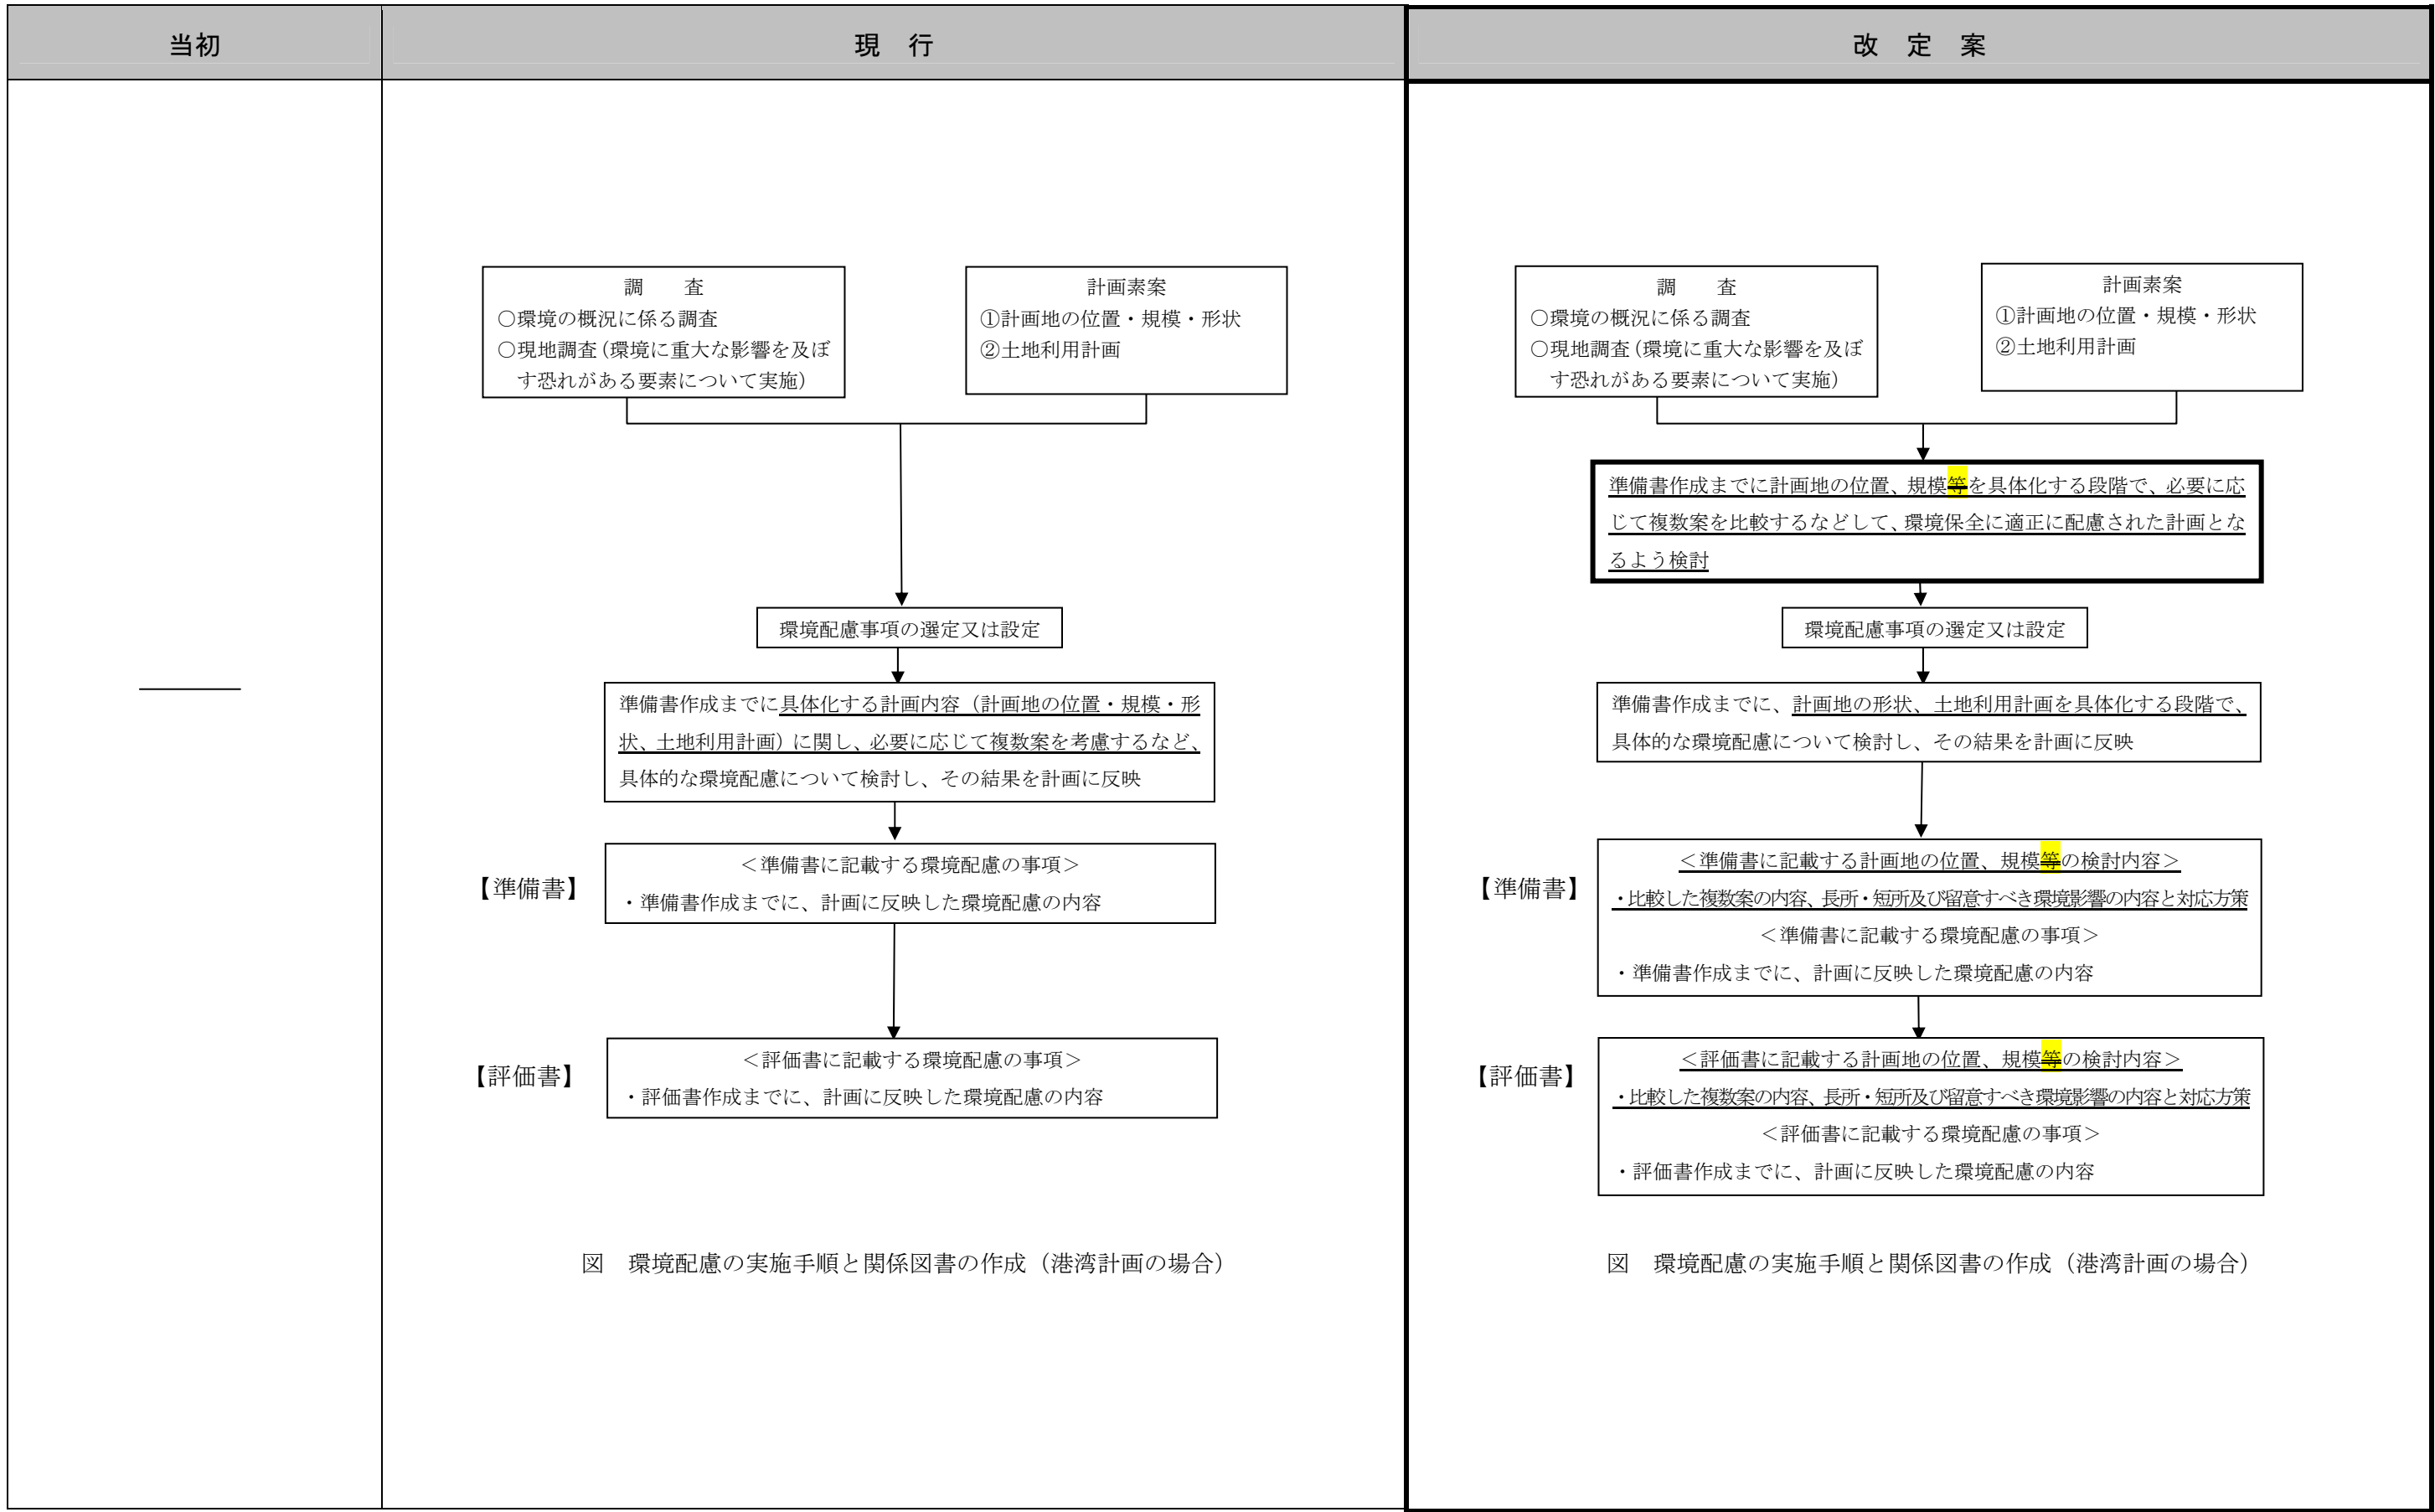 当初
現　行
改　定　案
調　　査
○環境の概況に係る調査
○現地調査（環境に重大な影響を及ぼ
す恐れがある要素について実施）
計画素案
①計画地の位置・規模・形状
②土地利用計画
環境配慮事項の選定又は設定
準備書作成までに具体化する計画内容（計画地の位置・規模・形
状、土地利用計画）に関し、必要に応じて複数案を考慮するなど、
具体的な環境配慮について検討し、その結果を計画に反映
【準備書】
＜準備書に記載する環境配慮の事項＞
・準備書作成までに、計画に反映した環境配慮の内容
【評価書】
＜評価書に記載する環境配慮の事項＞
・評価書作成までに、計画に反映した環境配慮の内容
図　環境配慮の実施手順と関係図書の作成（港湾計画の場合）
調　　査
○環境の概況に係る調査
○現地調査（環境に重大な影響を及ぼ
す恐れがある要素について実施）
計画素案
①計画地の位置・規模・形状
②土地利用計画
準備書作成までに計画地の位置、規模等を具体化する段階で、必要に応
じて複数案を比較するなどして、環境保全に適正に配慮された計画とな
るよう検討
環境配慮事項の選定又は設定
準備書作成までに、計画地の形状、土地利用計画を具体化する段階で、
具体的な環境配慮について検討し、その結果を計画に反映
【準備書】
＜準備書に記載する計画地の位置、規模等の検討内容＞
・比較した複数案の内容、長所・短所及び留意すべき環境影響の内容と対応方策
＜準備書に記載する環境配慮の事項＞
・準備書作成までに、計画に反映した環境配慮の内容
【評価書】
＜評価書に記載する計画地の位置、規模等の検討内容＞
・比較した複数案の内容、長所・短所及び留意すべき環境影響の内容と対応方策
＜評価書に記載する環境配慮の事項＞
・評価書作成までに、計画に反映した環境配慮の内容
図　環境配慮の実施手順と関係図書の作成（港湾計画の場合）